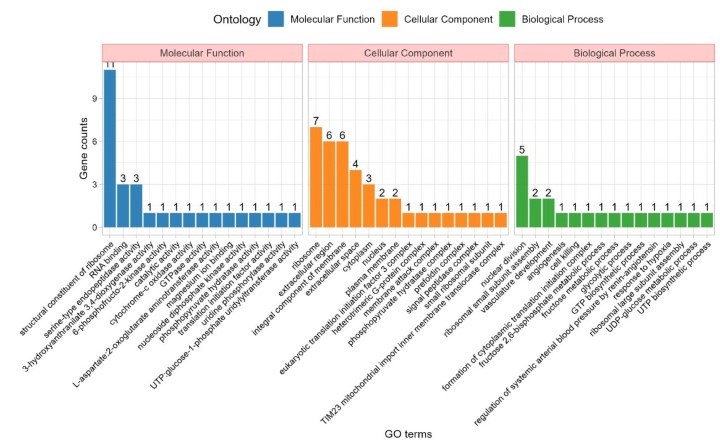 Ontology Molecular Function Cellular Component Biological Process
Molecular Function Cellular Component Biological Process
Gene counts
9
6
3
0
11 3 3 1 1 1 1 1 1 1 1 1 1 1 1
7 6 6 4 3 2 2 1 1 1 1 1 1 1 1
5 2 2 1 1 1 1 1 1 1 1 1 1 1 1
structural constituent of ribosome
RNA binding
serine-type endopeptidase activity
3-hydroxyanthranilate 3,4-dioxygenase activity
6-phosphofructo-2-kinase activity
catalytic activity
cytochrome-c oxidase activity
GTPase activity
L-aspartate:2-oxoglutarate aminotransferase activity
magnesium ion binding
nucleoside diphosphate kinase activity
phosphopyruvate hydratase activity
translation initiation factor activity
uridine phosphorylase activity
UTP:glucose-1-phosphate uridylyltransferase activity
ribosome
extracellular region
integral component of membrane
extracellular space
cytoplasm
nucleus
plasma membrane
eukaryotic translation initiation factor 3 complex
heterotrimeric G-protein complex
membrane attack complex
phosphopyruvate hydratase complex
prefoldin complex
signal peptidase complex
small ribosomal subunit
TIM23 mitochondrial import inner membrane translocase complex
nuclear division
ribosomal small subunit assembly
vasculature development
angiogenesis
cell killing
formation of cytoplasmic translation initiation complex
fructose 2,6-bisphosphate metabolic process
fructose metabolic process
glycolytic process
GTP biosynthetic process
regulation of systemic arterial blood pressure by renin-angiotensin
response to hypoxia
ribosomal large subunit assembly
UDP-glucose metabolic process
UTP biosynthetic process
GO terms